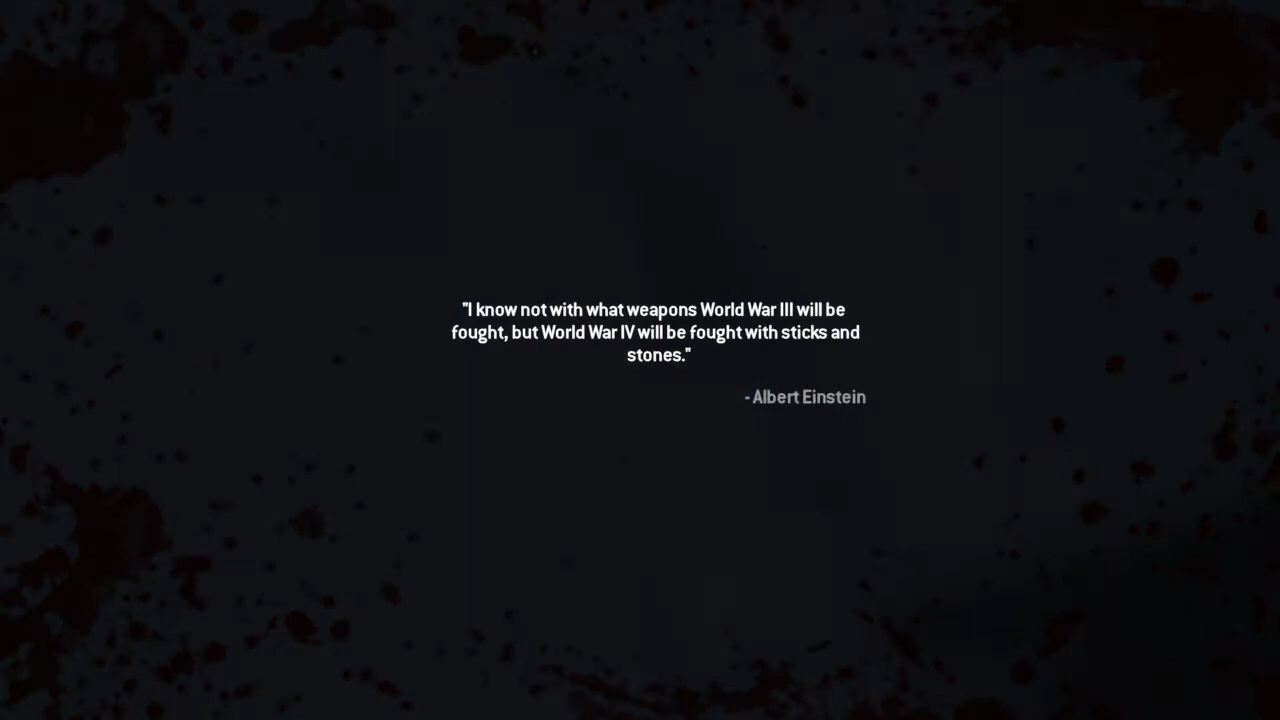 "I know not with what weapons World War III will be
fought, but World War IV will be fought with sticks and
stones."
- Albert Einstein